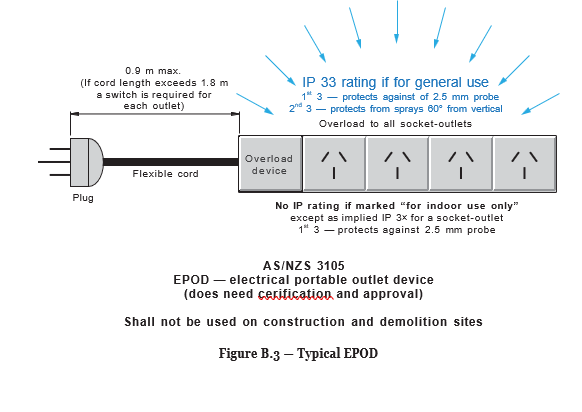 0.9 m max.
(If cord length exceeds 1.8 m
a switch is required for
each outlet)
IP 33 rating if for general use
1st 3 — protects against of 2.5 mm probe
2nd 3 — protects from sprays 60° from vertical
Overload to all socket-outlets
Overload
device
Flexible cord
Plug
No IP rating if marked “for indoor use only”
except as implied IP 3× for a socket-outlet
1st 3 — protects against 2.5 mm probe
AS/NZS 3105
EPOD — electrical portable outlet device
(does need cerification and approval)
Shall not be used on construction and demolition sites
Figure B.3 — Typical EPOD